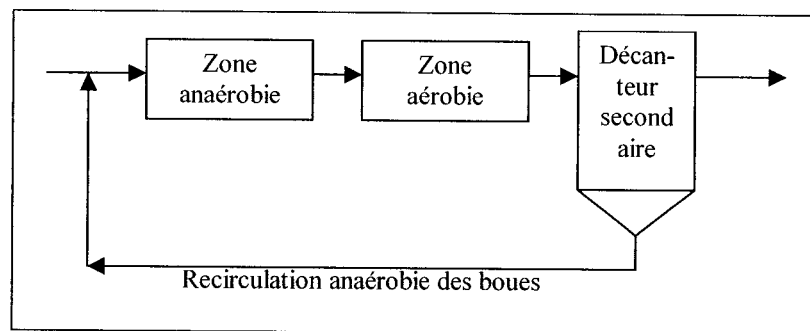 Zone
anaérobie
Zone
aérobie
Décan-
teur
second
aire
Recirculation anaérobie des boues